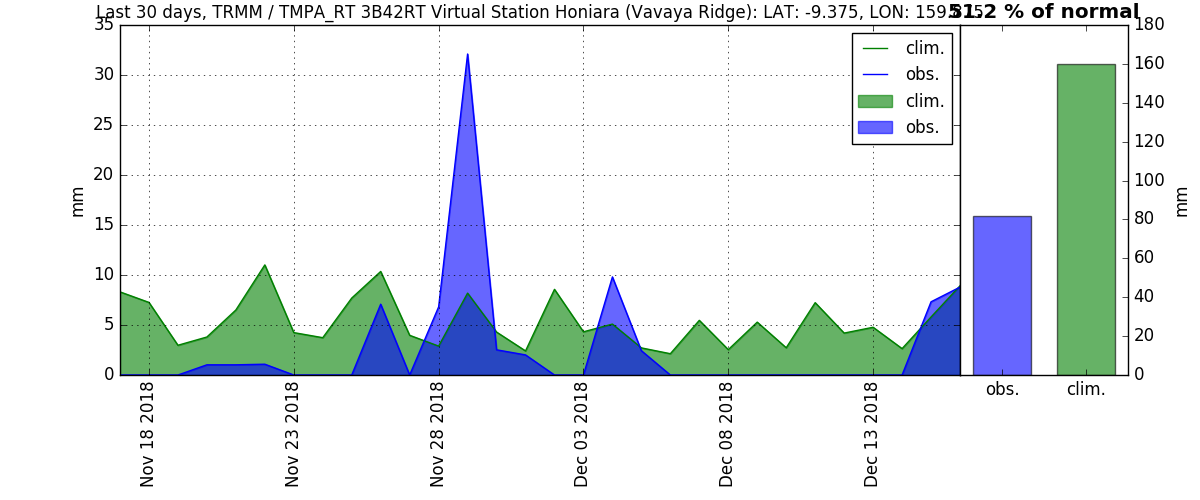 Last 30 days, TRMM / TMPA_RT 3B42RT Virtual Station Honiara (Vavaya Ridge): LAT: -9.375, LON:
51.2 % of normal
35
30
25
20
15
10
5
0
mm
clim.
obs.
clim.
obs.
Nov 18 2018
Nov 23 2018
Nov 28 2018
Dec 03 2018
Dec 08 2018
Dec 13 2018
180
160
140
120
100
80
60
40
20
0
mm
obs.
clim.